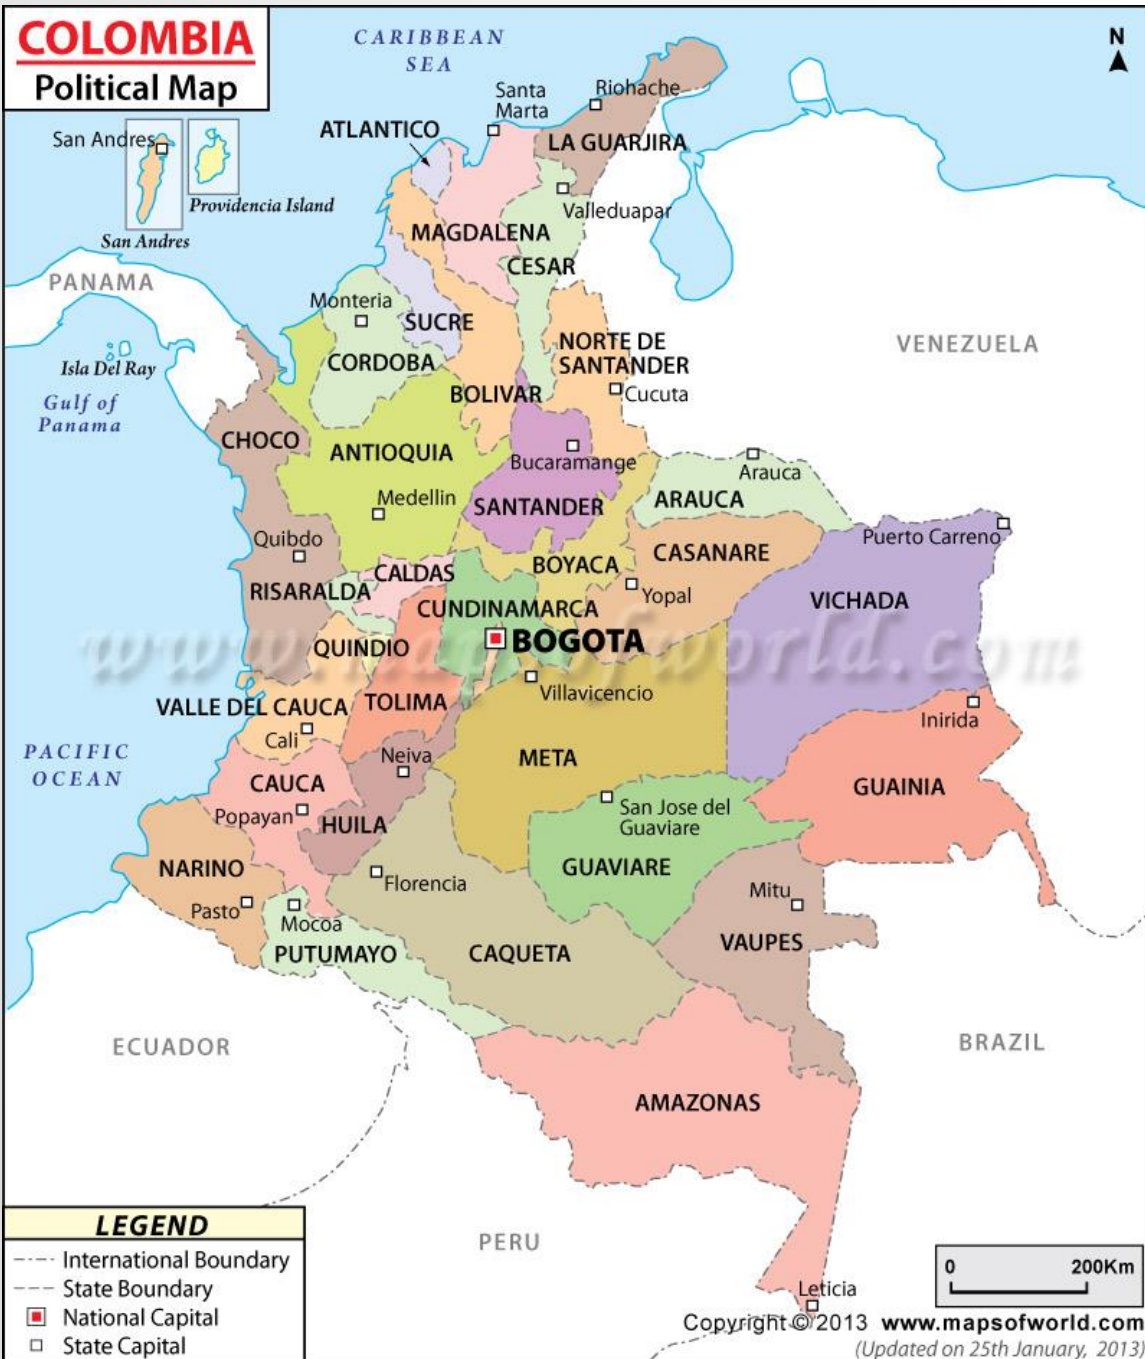 COLOMBIA
Political Map
CARIBBEAN
SEA
N
Santa
Marta
Riohache
San Andres
ATLANTICO
LA GUARJIRA
Valleduapar
Providencia Island
San Andres
MAGDALENA
CESAR
PANAMA
Monteria
SUCRE
NORTE DE
SANTANDER
VENEZUELA
Isla Del Ray
CORDOBA
Cucuta
Gulf of
Panama
BOLIVAR
CHOCO
ANTIOQUIA
Bucaramange
Arauca
Medellin
SANTANDER
ARAUCA
Quibdo
Puerto Carreno
CASANARE
BOYACA
CALDAS
RISARALDA
Yopal
VICHADA
CUNDINAMARCA
www.mapsofworld.com
QUINDIO
BOGOTA
Villavicencio
VALLE DEL CAUCA
TOLIMA
Inirida
Cali
PACIFIC
OCEAN
Neiva
META
CAUCA
GUAINIA
Popayan
HUILA
San Jose del
Guaviare
NARINO
GUAVIARE
Florencia
Mitu
Pasto
Mocoa
VAUPES
PUTUMAYO
CAQUETA
ECUADOR
BRAZIL
AMAZONAS
PERU
LEGEND
International Boundary
State Boundary
National Capital
State Capital
0 200Km
Leticia
Copyright © 2013 www.mapsofworld.com
(Updated on 25th January, 2013)